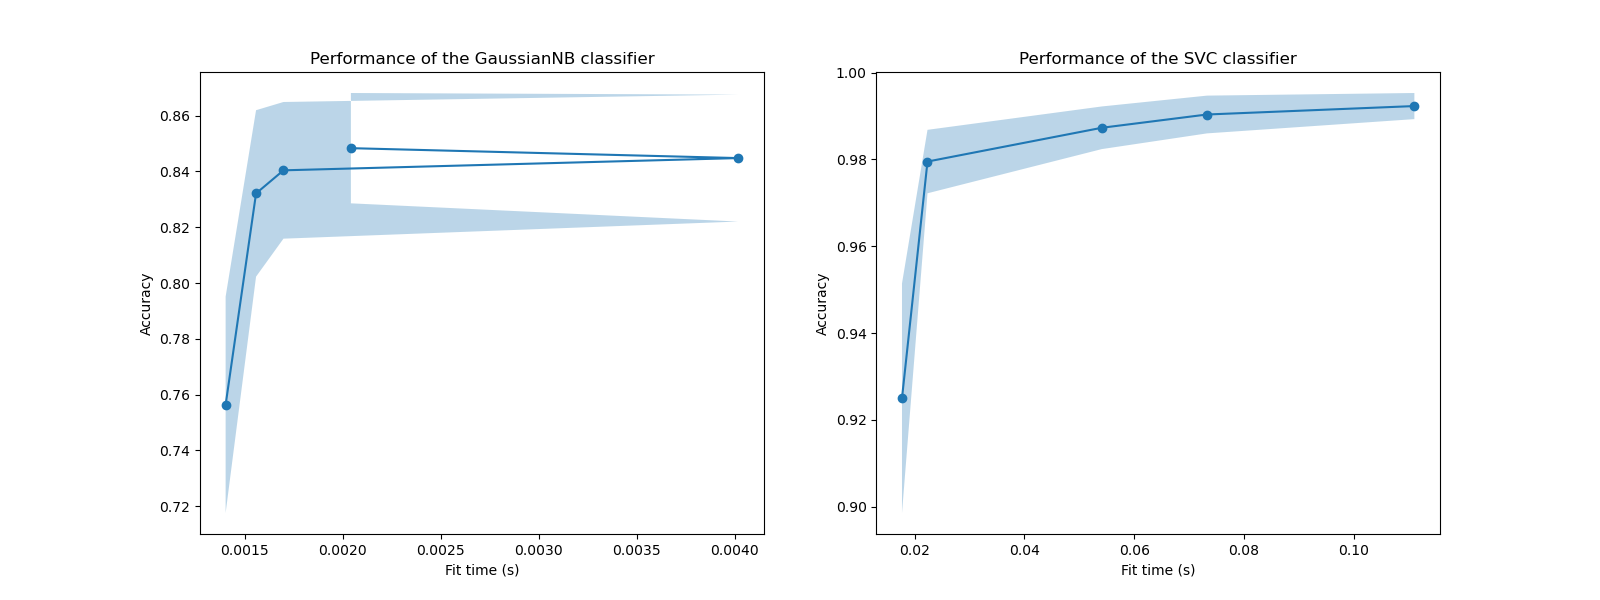 Performance of the GaussianNB classifier
Accuracy
0.86
0.84
0.82
0.80
0.78
0.76
0.74
0.72
0.0015 0.0020 0.0025 0.0030 0.0035 0.0040
Fit time (s)
Performance of the SVC classifier
Accuracy
1.00
0.98
0.96
0.94
0.92
0.90
0.02 0.04 0.06 0.08 0.10
Fit time (s)